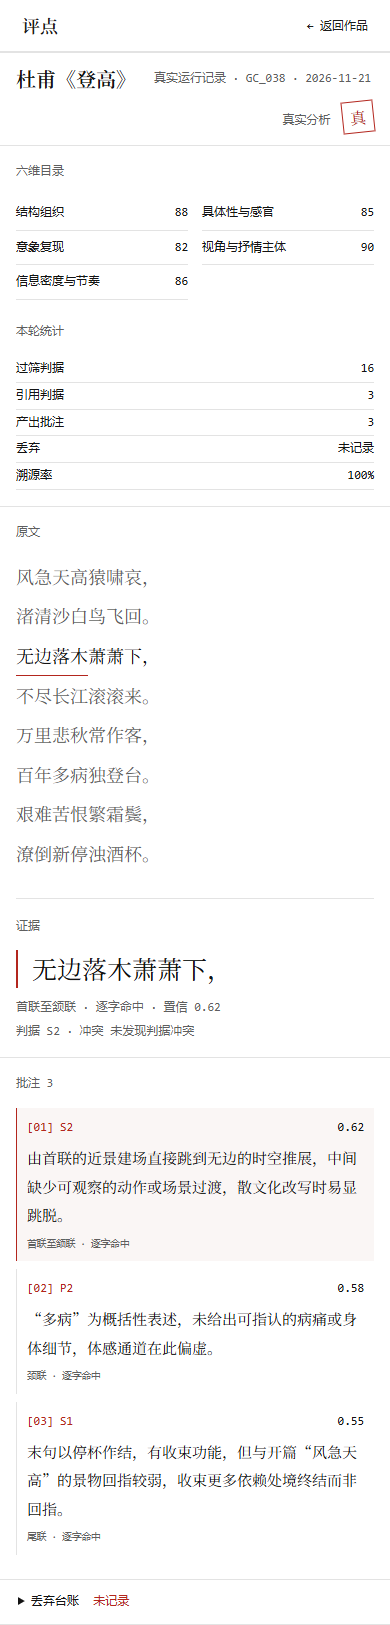 评点
← 返回作品
杜甫《登高》
真实运行记录 · GC_038 · 2026-11-21
真实分析
真
六维目录
结构组织 88
具体性与感官 85
意象复现 82
视角与抒情主体 90
信息密度与节奏 86
本轮统计
过筛判据 16
引用判据 3
产出批注 3
丢弃 未记录
溯源率 100%
原文
风急天高猿啸哀，
渚清沙白鸟飞回。
无边落木萧萧下，
不尽长江滚滚来。
万里悲秋常作客，
百年多病独登台。
艰难苦恨繁霜鬓，
潦倒新停浊酒杯。
证据
无边落木萧萧下，
首联至颔联 · 逐字命中 · 置信 0.62
判据 S2 · 冲突 未发现判据冲突
批注 3
[01] S2 0.62
由首联的近景建场直接跳到无边的时空推展，中间
缺少可观察的动作或场景过渡，散文化改写时易显
跳脱。
首联至颔联 · 逐字命中
[02] P2 0.58
“多病”为概括性表述，未给出可指认的病痛或身
体细节，体感通道在此偏虚。
颈联 · 逐字命中
[03] S1 0.55
末句以停杯作结，有收束功能，但与开篇“风急天
高”的景物回指较弱，收束更多依赖处境终结而非
回指。
尾联 · 逐字命中
▶ 丢弃台账 未记录